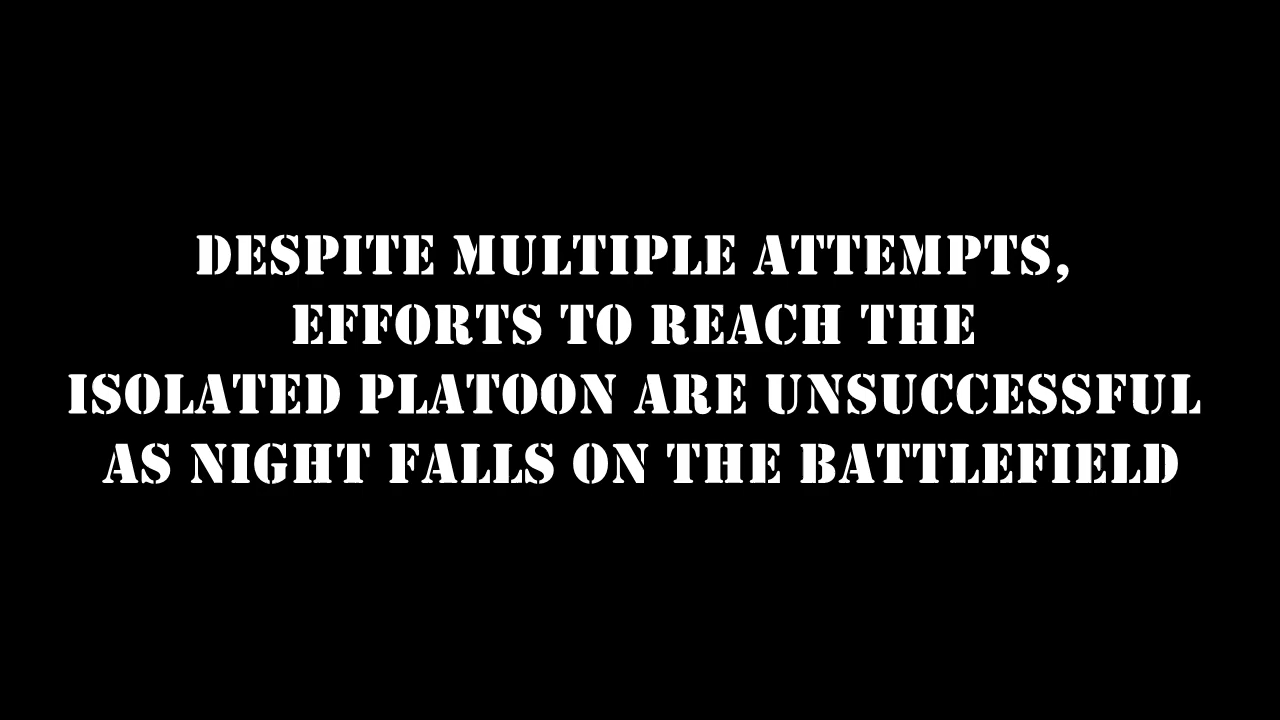 DESPITE MULTIPLE ATTEMPTS,
EFFORTS TO REACH THE
ISOLATED PLATOON ARE UNSUCCESSFUL
AS NIGHT FALLS ON THE BATTLEFIELD